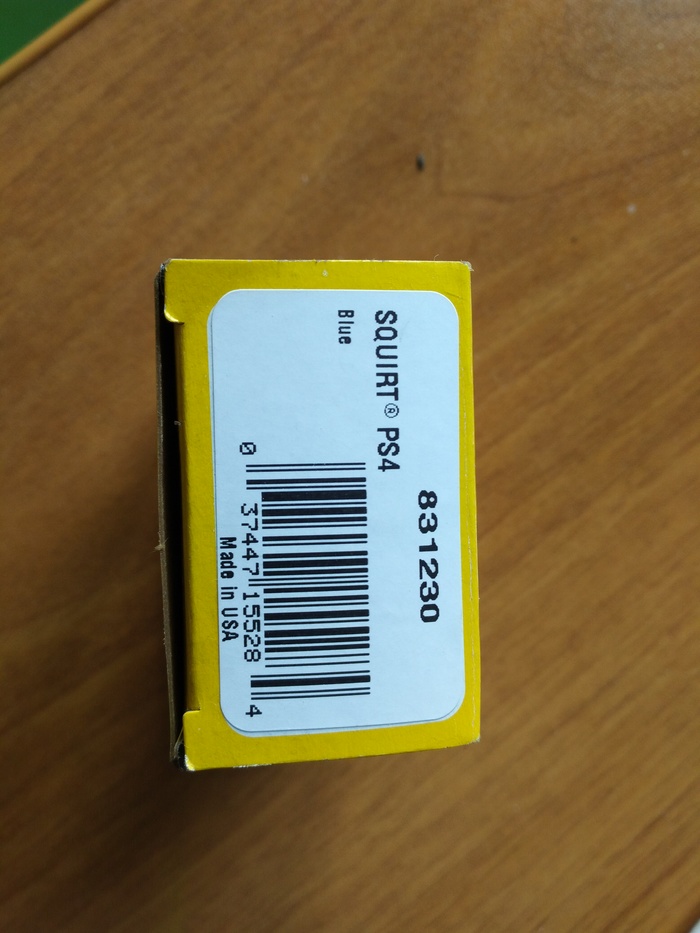 831230
SQUIRT® PS4
Blue
0 37447 15528 4
Made in USA